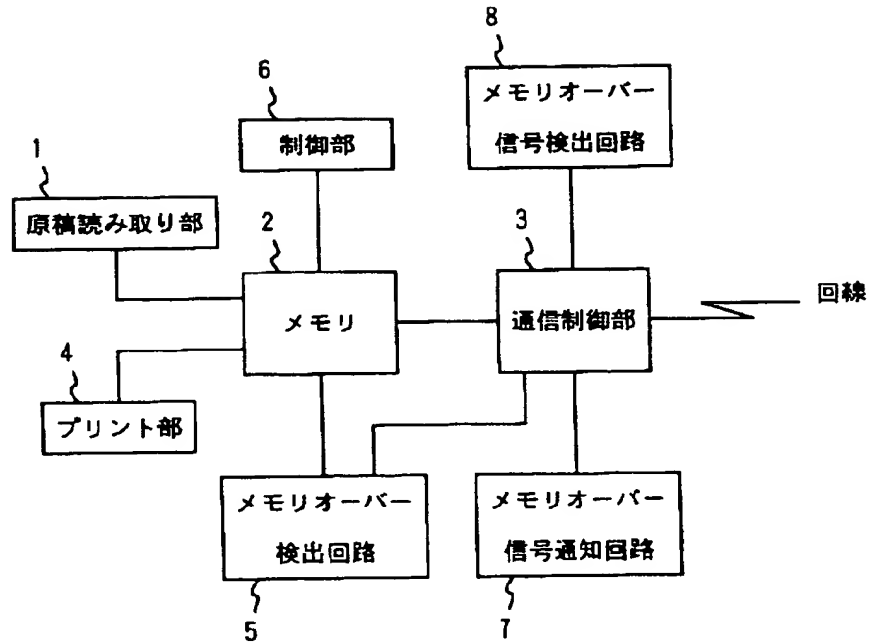 8
メモリオーバー
信号検出回路
6
制御部
1
原稿読み取り部
2
メモリ
3
通信制御部
回線
4
プリント部
メモリオーバー
検出回路
5
メモリオーバー
信号通知回路
7